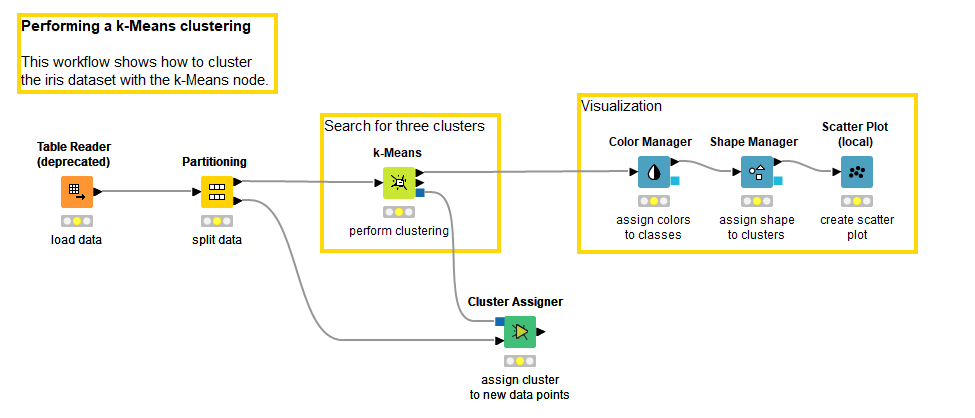 Performing a k-Means clustering
This workflow shows how to cluster
the iris dataset with the k-Means node.
Search for three clusters
Visualization
Table Reader
(deprecated)
load data
Partitioning
split data
k-Means
perform clustering
Color Manager
assign colors
to classes
Shape Manager
assign shape
to clusters
Scatter Plot
(local)
create scatter
plot
Cluster Assigner
assign cluster
to new data points